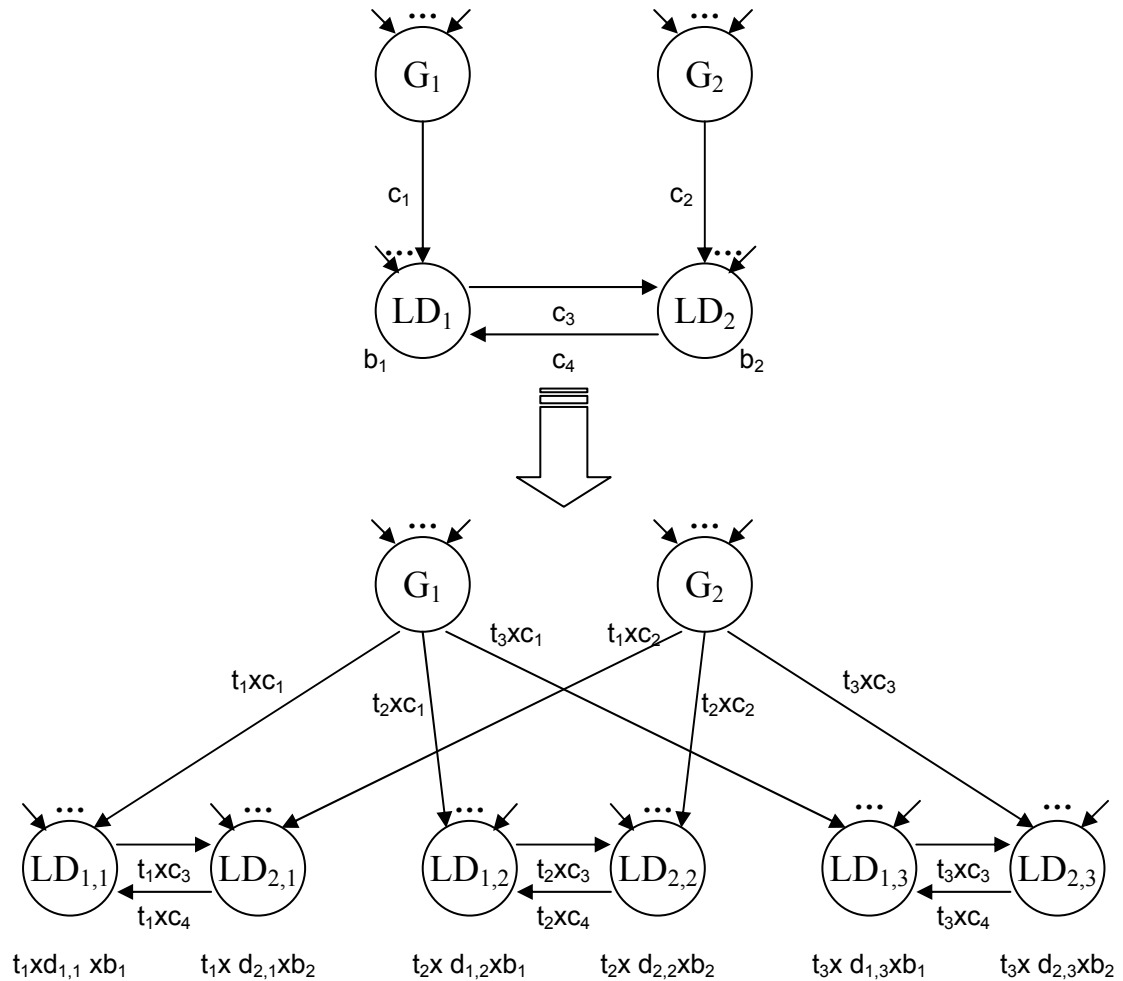 ... ...
G₁ G₂
c₁ c₂
... ...
LD₁ c₃ LD₂
b₁ c₄ b₂
... ...
G₁ G₂
t₃xc₁ t₁xc₂
t₁xc₁ t₂xc₁ t₂xc₂ t₃xc₃
... ... ... ... ... ...
LD₁,₁ t₁xc₃ LD₂,₁ LD₁,₂ t₂xc₃ LD₂,₂ LD₁,₃ t₃xc₃ LD₂,₃
t₁xc₄ t₂xc₄ t₃xc₄
t₁xd₁,₁ xb₁ t₁x d₂,₁xb₂ t₂x d₁,₂xb₁ t₂x d₂,₂xb₂ t₃x d₁,₃xb₁ t₃x d₂,₃xb₂